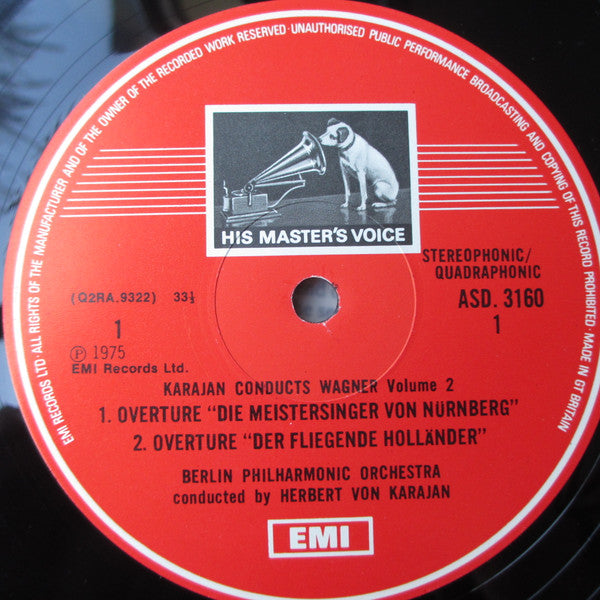 EMI RECORDS LTD·ALL RIGHTS OF THE MANUFACTURER AND OF THE OWNER OF THE RECORDED WORK RESERVED·UNAUTHORISED PUBLIC PERFORMANCE BROADCASTING AND COPYING OF THIS RECORD PROHIBITED·MADE IN GT BRITAIN
HIS MASTER'S VOICE
STEREOPHONIC/
QUADRAPHONIC
(Q2RA.9322) 33⅓
ASD. 3160
1
1
Ⓟ 1975
EMI Records Ltd.
KARAJAN CONDUCTS WAGNER Volume 2
1. OVERTURE "DIE MEISTERSINGER VON NÜRNBERG"
2. OVERTURE "DER FLIEGENDE HOLLÄNDER"
BERLIN PHILHARMONIC ORCHESTRA
conducted by HERBERT VON KARAJAN
EMI